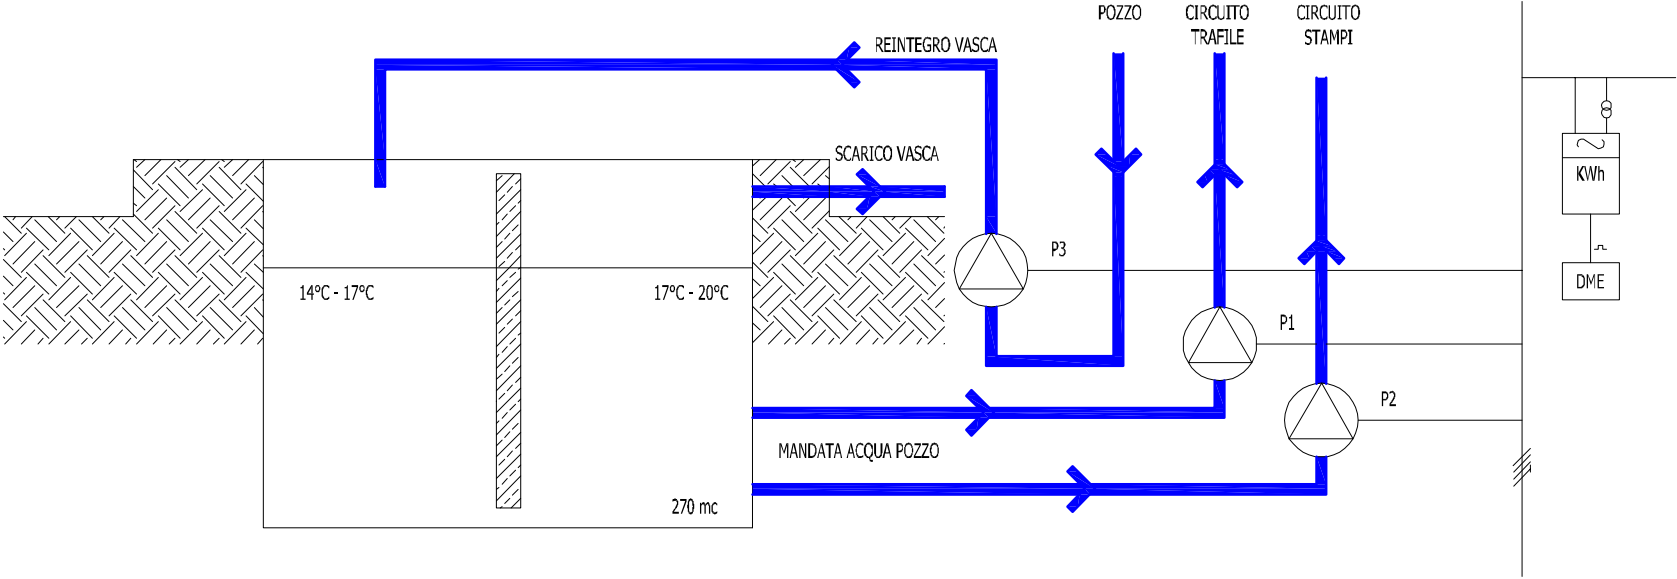 POZZO
CIRCUITO
TRAFILE
CIRCUITO
STAMPI
REINTEGRO VASCA
SCARICO VASCA
KWh
P3
DME
14°C - 17°C
17°C - 20°C
P1
P2
MANDATA ACQUA POZZO
270 mc